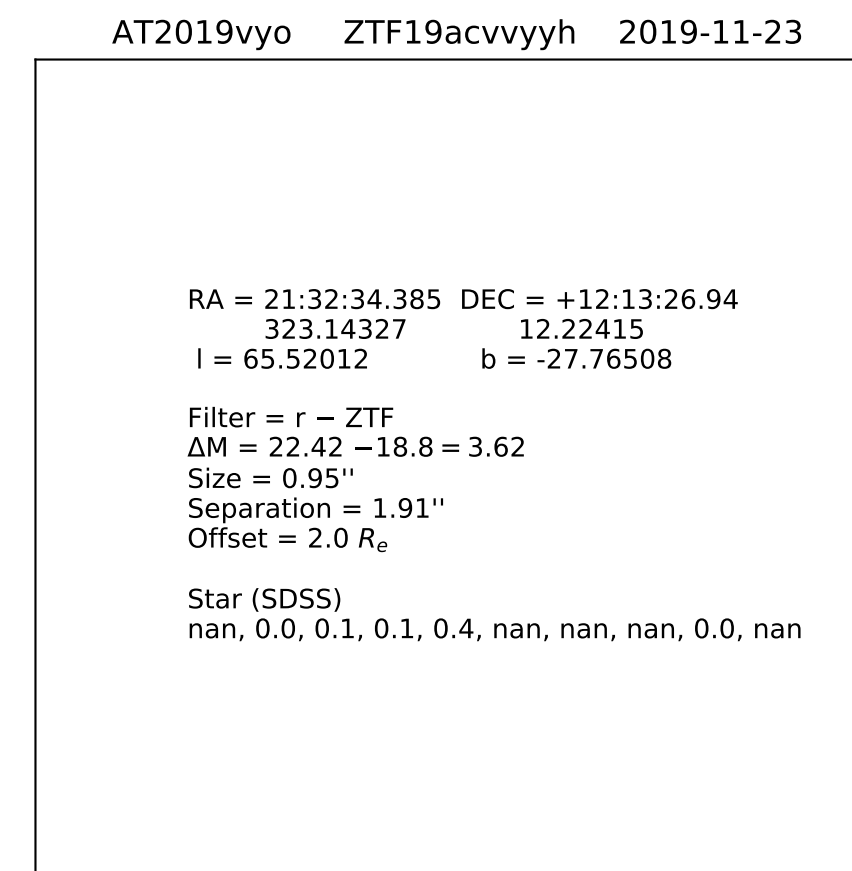 AT2019vyo ZTF19acvvyyh 2019-11-23
RA = 21:32:34.385 DEC = +12:13:26.94
323.14327 12.22415
l = 65.52012 b = -27.76508
Filter = r − ZTF
ΔM = 22.42 −18.8 = 3.62
Size = 0.95''
Separation = 1.91''
Offset = 2.0 Re
Star (SDSS)
nan, 0.0, 0.1, 0.1, 0.4, nan, nan, nan, 0.0, nan